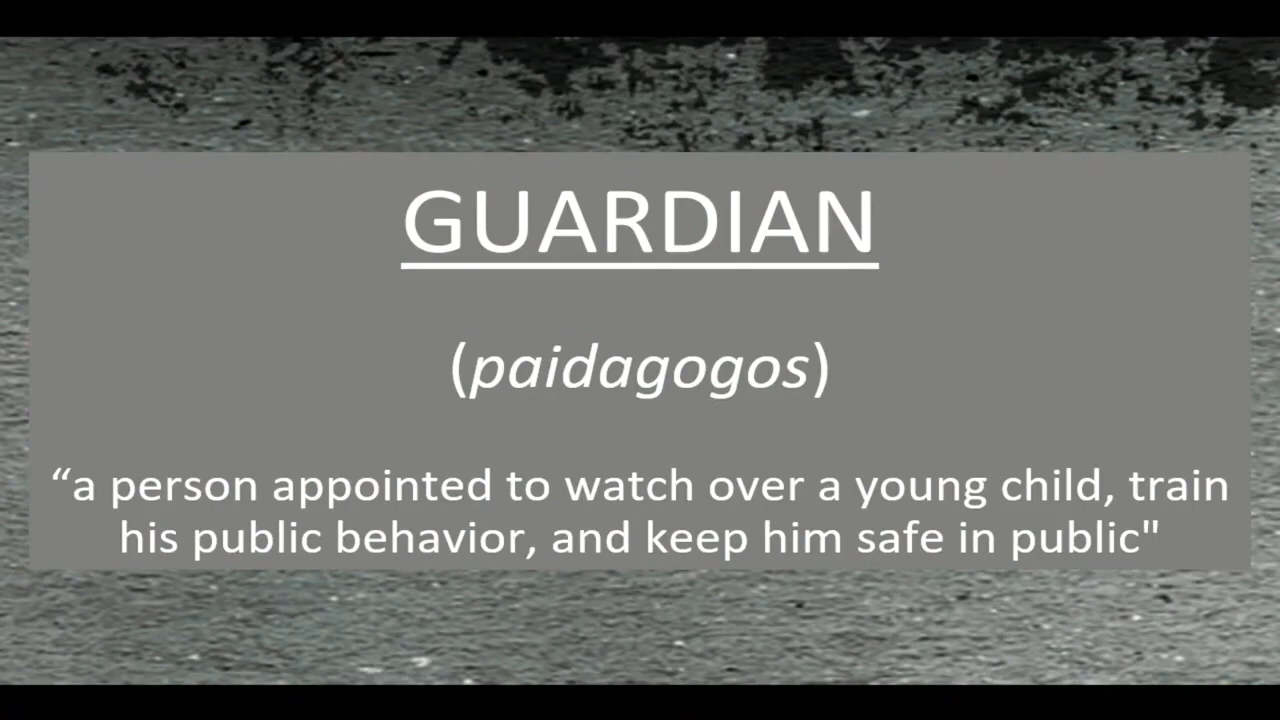 GUARDIAN
(paidagogos)
“a person appointed to watch over a young child, train
his public behavior, and keep him safe in public"